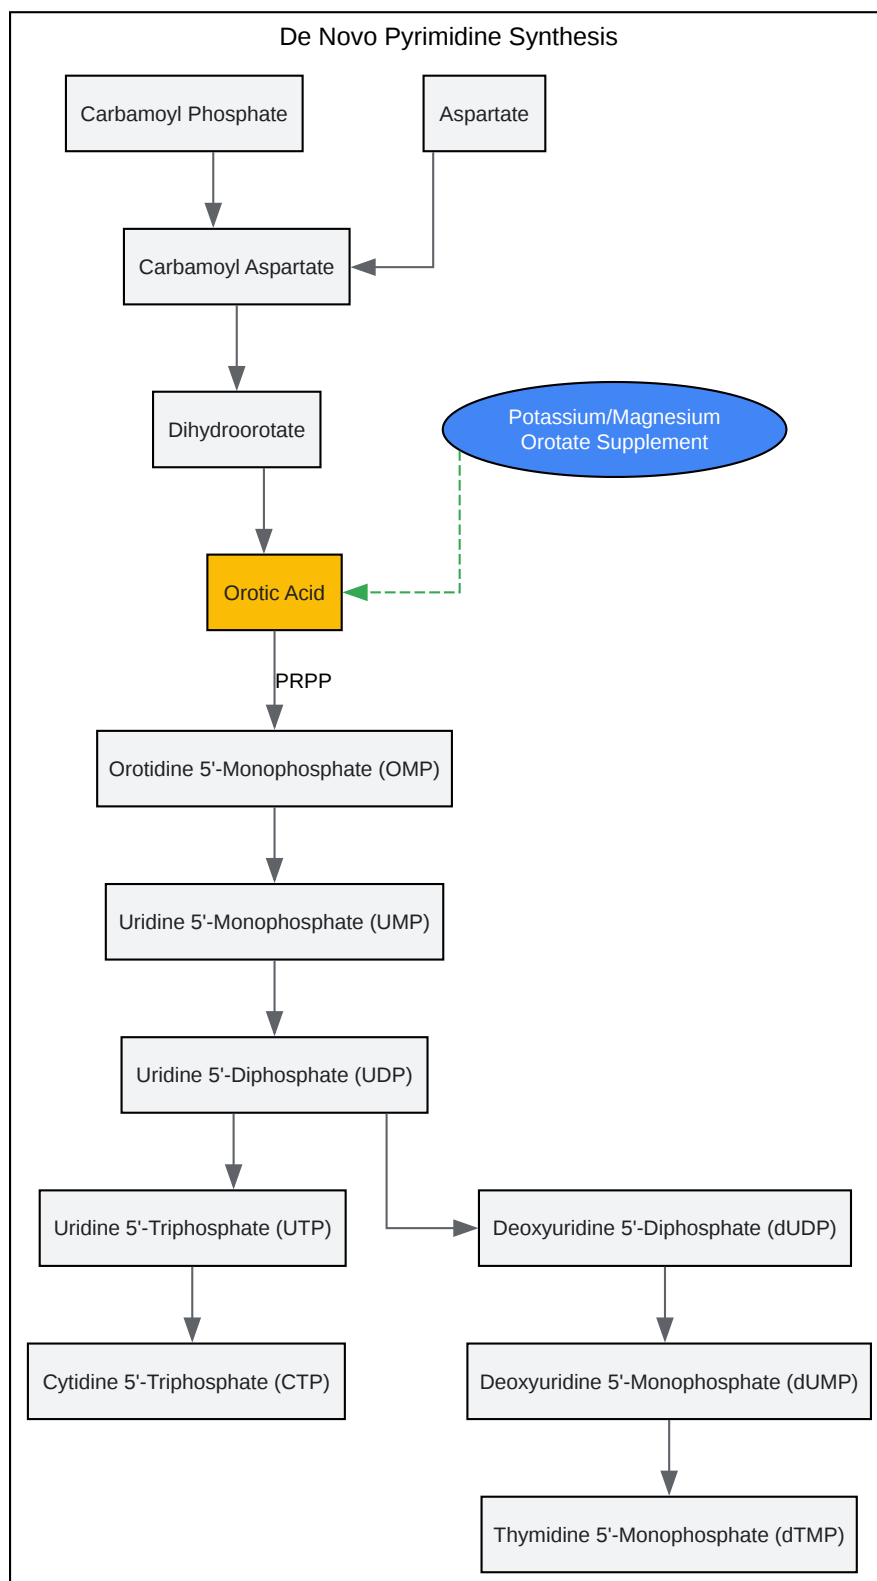 De Novo Pyrimidine Synthesis
Carbamoyl Phosphate
Aspartate
Carbamoyl Aspartate
Dihydroorotate
Potassium/Magnesium
Orotate Supplement
Orotic Acid
PRPP
Orotidine 5'-Monophosphate (OMP)
Uridine 5'-Monophosphate (UMP)
Uridine 5'-Diphosphate (UDP)
Uridine 5'-Triphosphate (UTP)
Deoxyuridine 5'-Diphosphate (dUDP)
Cytidine 5'-Triphosphate (CTP)
Deoxyuridine 5'-Monophosphate (dUMP)
Thymidine 5'-Monophosphate (dTMP)